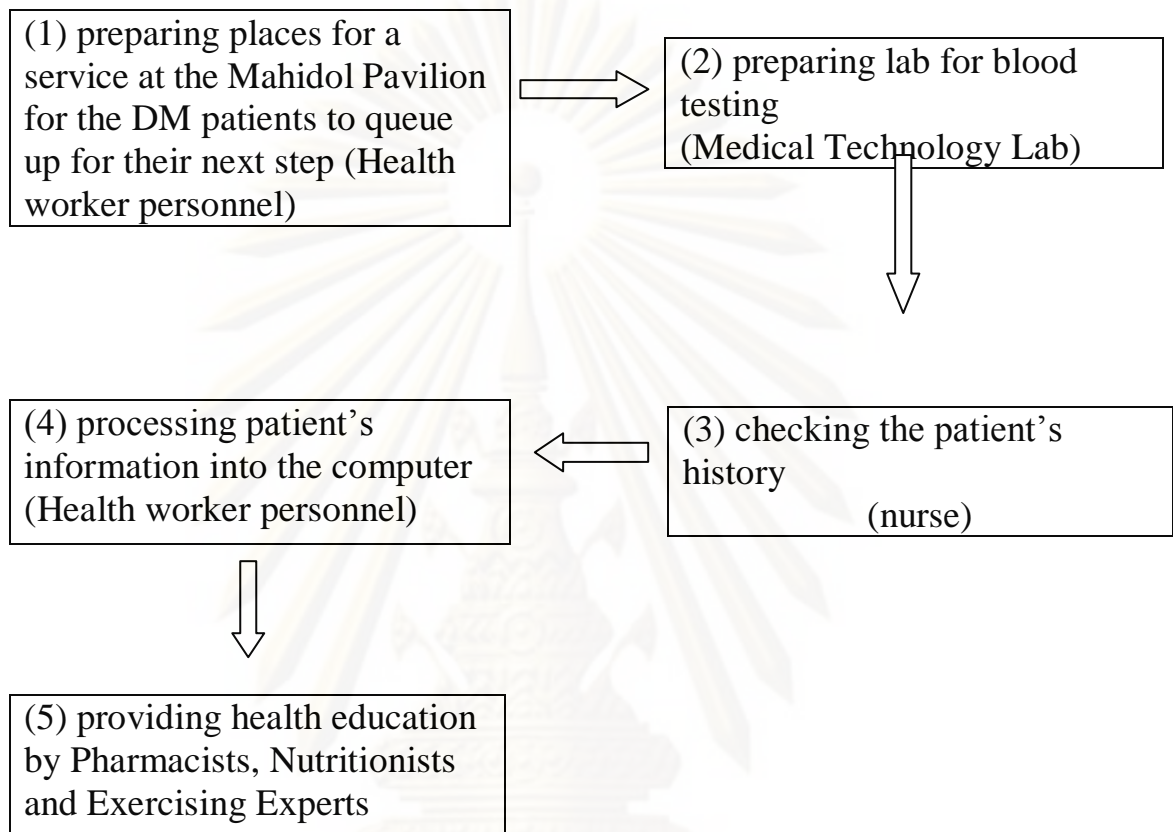 (1) preparing places for a
service at the Mahidol Pavilion
for the DM patients to queue
up for their next step (Health
worker personnel)
(2) preparing lab for blood
testing
(Medical Technology Lab)
(3) checking the patient’s
history
(nurse)
(4) processing patient’s
information into the computer
(Health worker personnel)
(5) providing health education
by Pharmacists, Nutritionists
and Exercising Experts